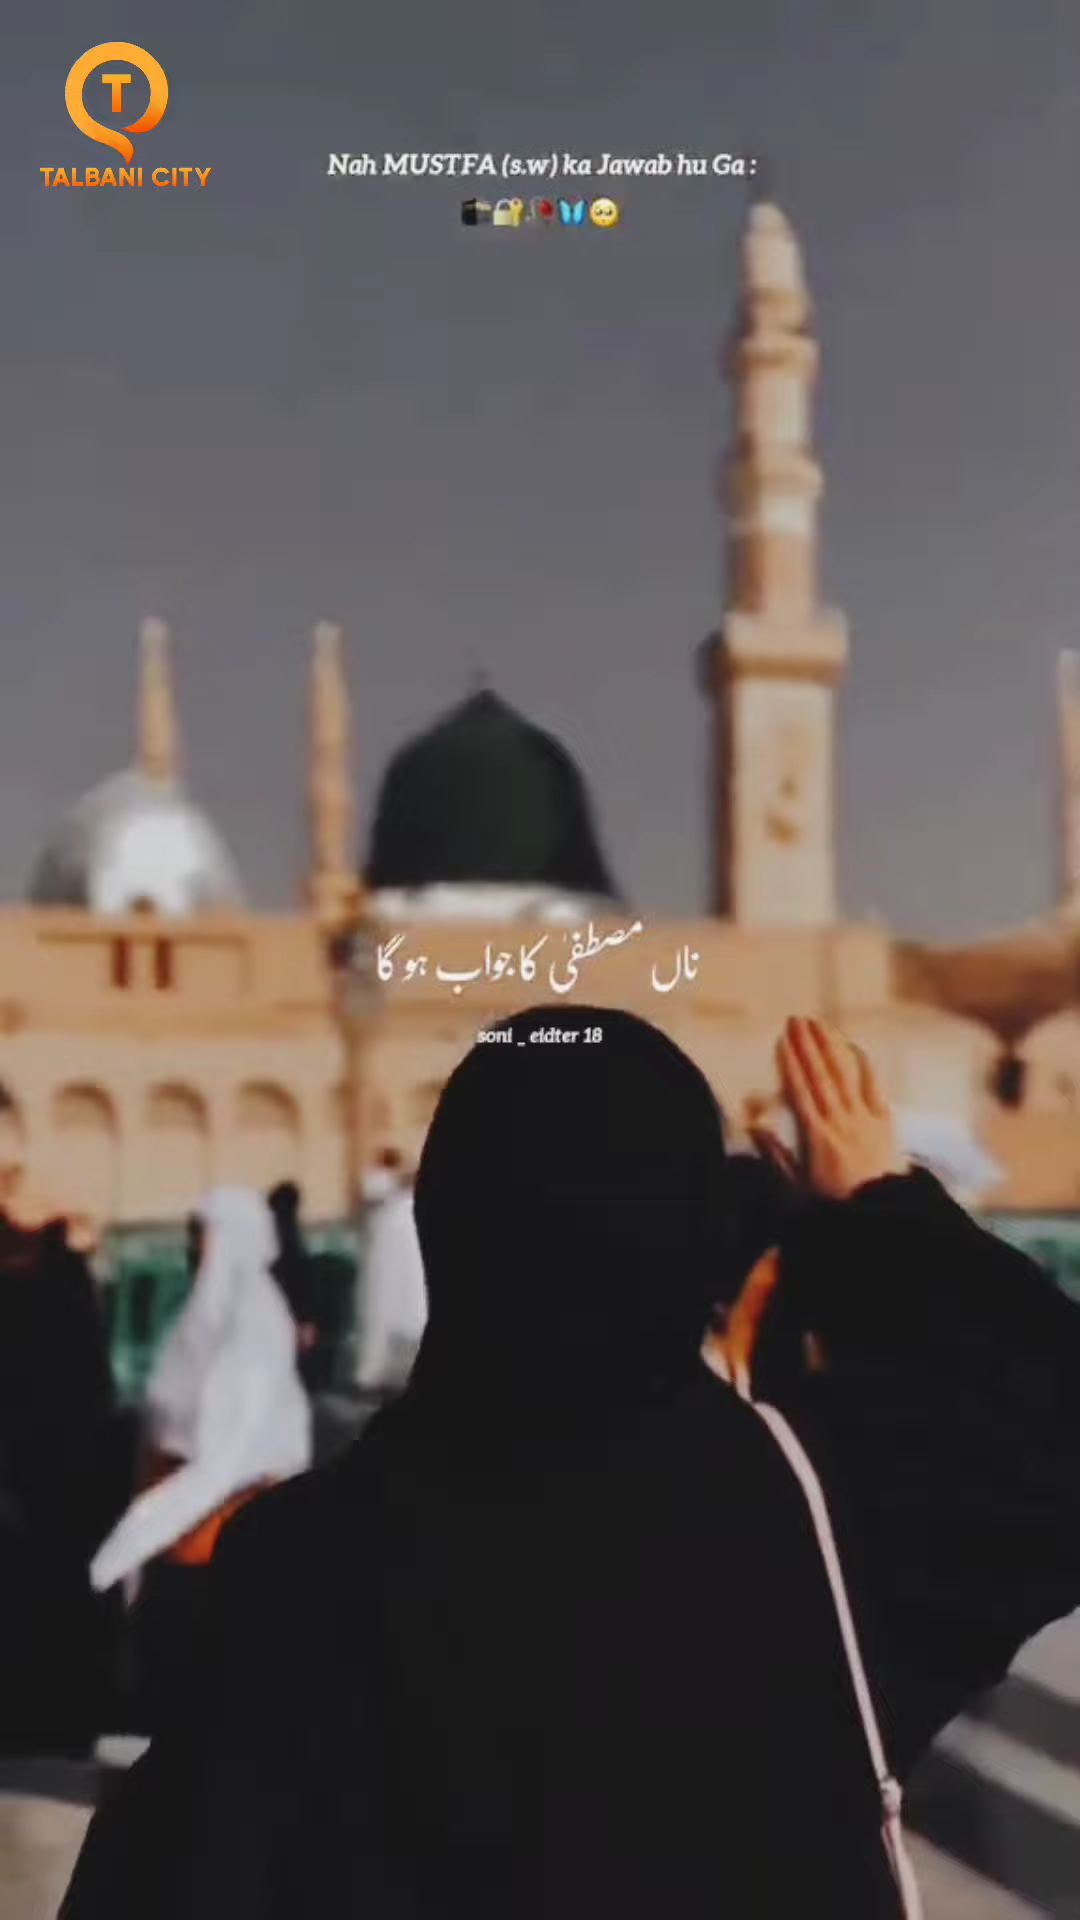 T
TALBANI CITY
Nah MUSTFA (s.w) ka Jawab hu Ga :
🕋🔐🥀🦋🥺
ناں مصطفیٰ کا جواب ہو گا
soni _ eidter 18